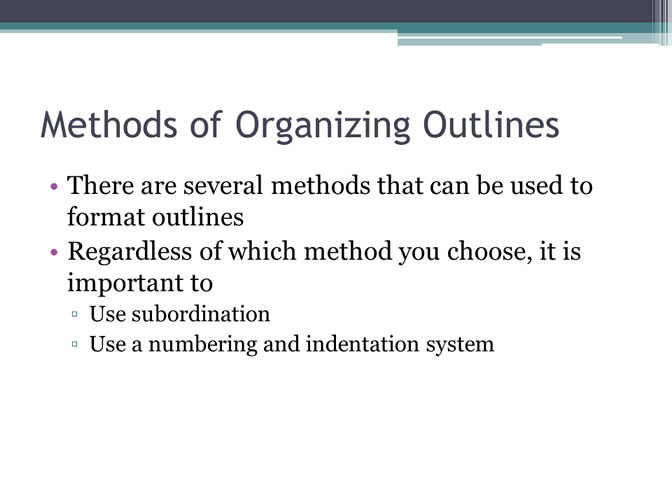 Methods of Organizing Outlines
• There are several methods that can be used to
format outlines
• Regardless of which method you choose, it is
important to
▫ Use subordination
▫ Use a numbering and indentation system